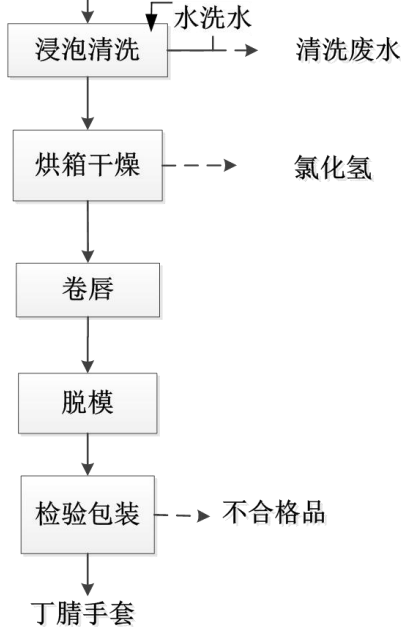 水洗水
浸泡清洗
清洗废水
烘箱干燥
氯化氢
卷唇
脱模
检验包装
不合格品
丁腈手套